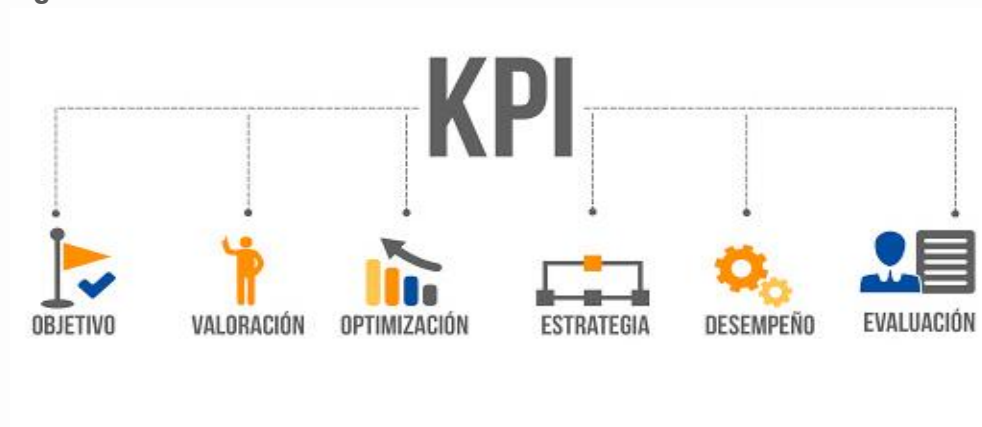 KPI
OBJETIVO
VALORACIÓN
OPTIMIZACIÓN
ESTRATEGIA
DESEMPEÑO
EVALUACIÓN